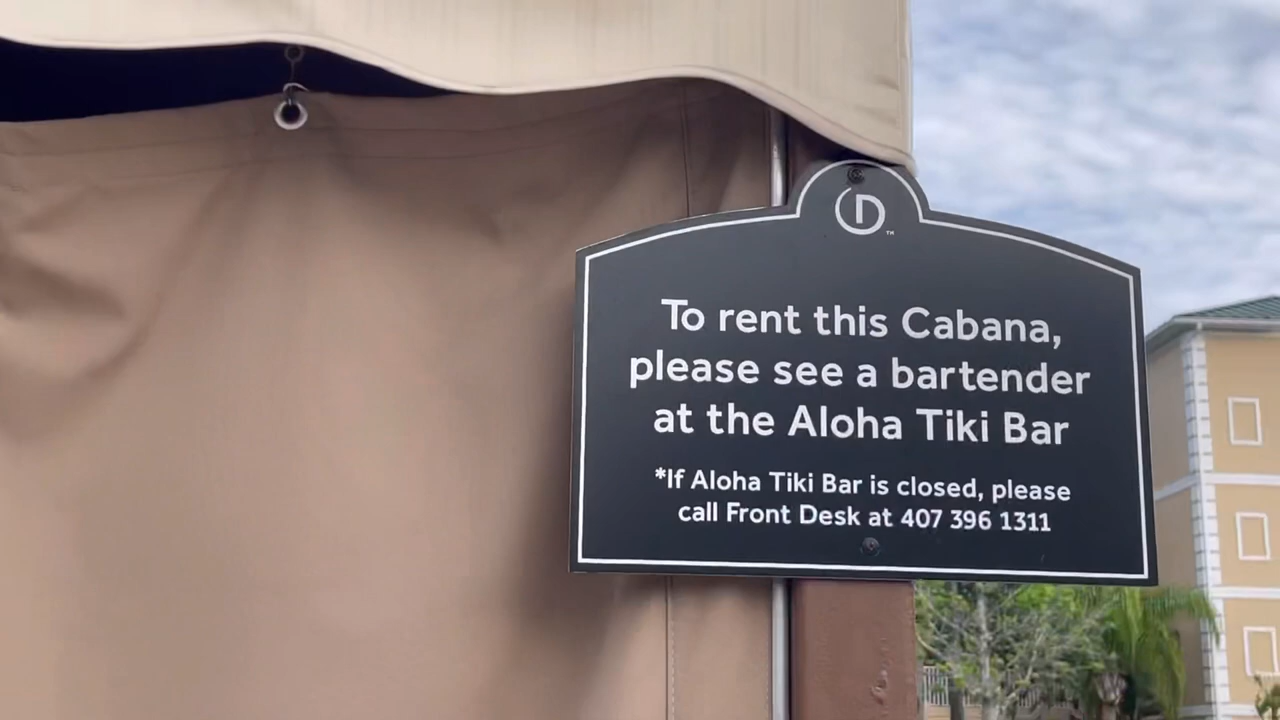 D™
To rent this Cabana,
please see a bartender
at the Aloha Tiki Bar
*If Aloha Tiki Bar is closed, please
call Front Desk at 407 396 1311